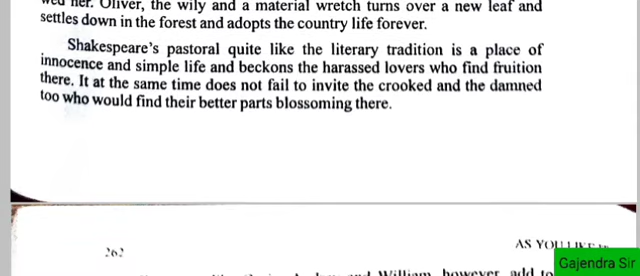 her. Oliver, the wily and a material wretch turns over a new leaf and
settles down in the forest and adopts the country life forever.
Shakespeare's pastoral quite like the literary tradition is a place of
innocence and simple life and beckons the harassed lovers who find fruition
there. It at the same time does not fail to invite the crooked and the damned
too who would find their better parts blossoming there.
262
AS YOU LIKE
Gajendra Sir
William, however, add to